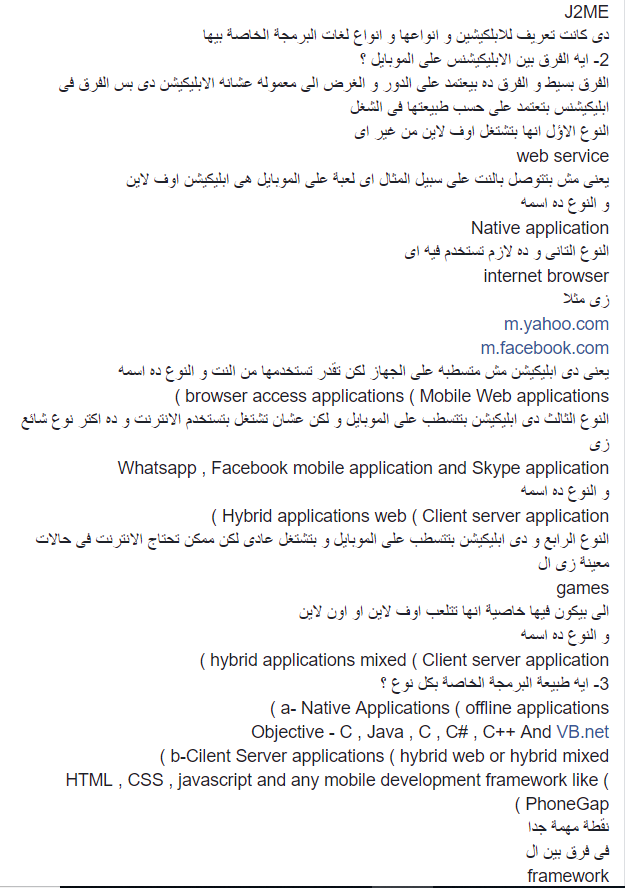 J2ME
دى كانت تعريف للابلكيشين و انواعها و انواع لغات البرمجة الخاصة بيها
2- ايه الفرق بين الابليكيشنس على الموبايل ؟
الفرق بسيط و الفرق ده بيعتمد على الدور و الغرض الى معموله عشانه الابليكيشن دى بس الفرق فى
ابليكيشنس بتعتمد على حسب طبيعتها فى الشغل
النوع الاؤل انها بتشتغل اوف لاين من غير اى
web service
يعنى مش بتتوصل بالنت على سبيل المثال اى لعبة على الموبايل هى ابليكيشن اوف لاين
و النوع ده اسمه
Native application
النوع التانى و ده لازم تستخدم فيه اى
internet browser
زى مثلا
m.yahoo.com
m.facebook.com
يعنى دى ابليكيشن مش متسطبه على الجهاز لكن تقدر تستخدمها من النت و النوع ده اسمه
( browser access applications ( Mobile Web applications
النوع الثالث دى ابليكيشن بتتسطب على الموبايل و لكن عشان تشتغل بتستخدم الانترنت و ده اكتر نوع شائع
زى
Whatsapp , Facebook mobile application and Skype application
و النوع ده اسمه
( Hybrid applications web ( Client server application
النوع الرابع و دى ابليكيشن بتتسطب على الموبايل و بتشتغل عادى لكن ممكن تحتاج الانترنت فى حالات
معينة زى ال
games
الى بيكون فيها خاصية انها تتلعب اوف لاين او اون لاين
و النوع ده اسمه
( hybrid applications mixed ( Client server application
3- ايه طبيعة البرمجة الخاصة بكل نوع ؟
( a- Native Applications ( offline applications
Objective - C , Java , C , C# , C++ And VB.net
( b-Cilent Server applications ( hybrid web or hybrid mixed
HTML , CSS , javascript and any mobile development framework like (
( PhoneGap
نقطة مهمة جدا
فى فرق بين ال
framework